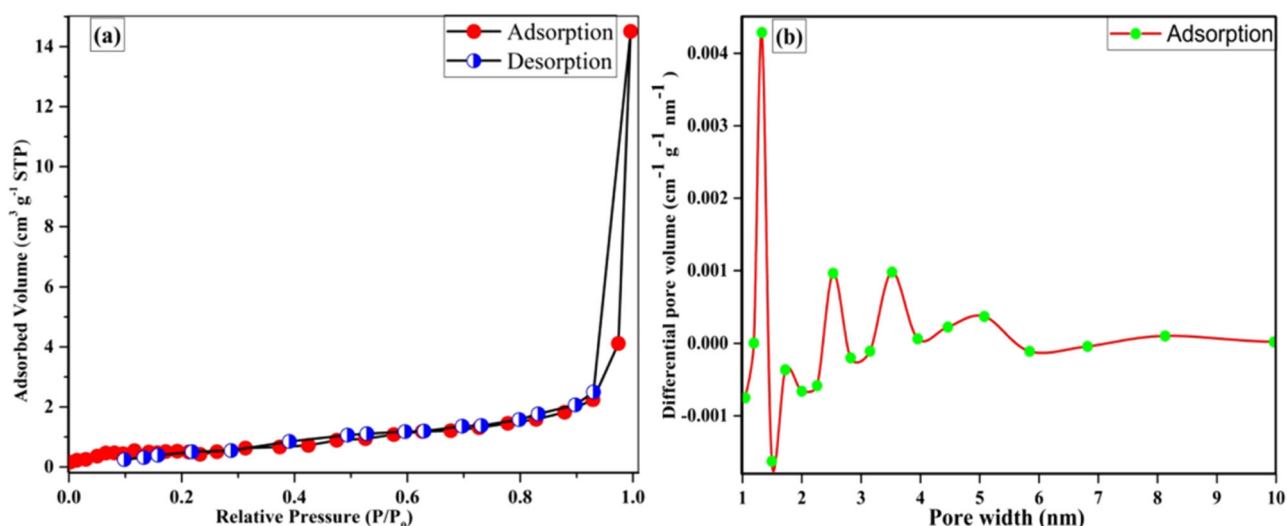 (a)
Adsorption
Desorption
14
12
10
8
6
4
2
0
Adsorbed Volume (cm³ g⁻¹ STP)
0.0 0.2 0.4 0.6 0.8 1.0
Relative Pressure (P/P₀)
(b)
Adsorption
0.004
0.003
0.002
0.001
0.000
-0.001
Differential pore volume (cm⁻¹ g⁻¹ nm⁻¹)
1 2 3 4 5 6 7 8 9 10
Pore width (nm)